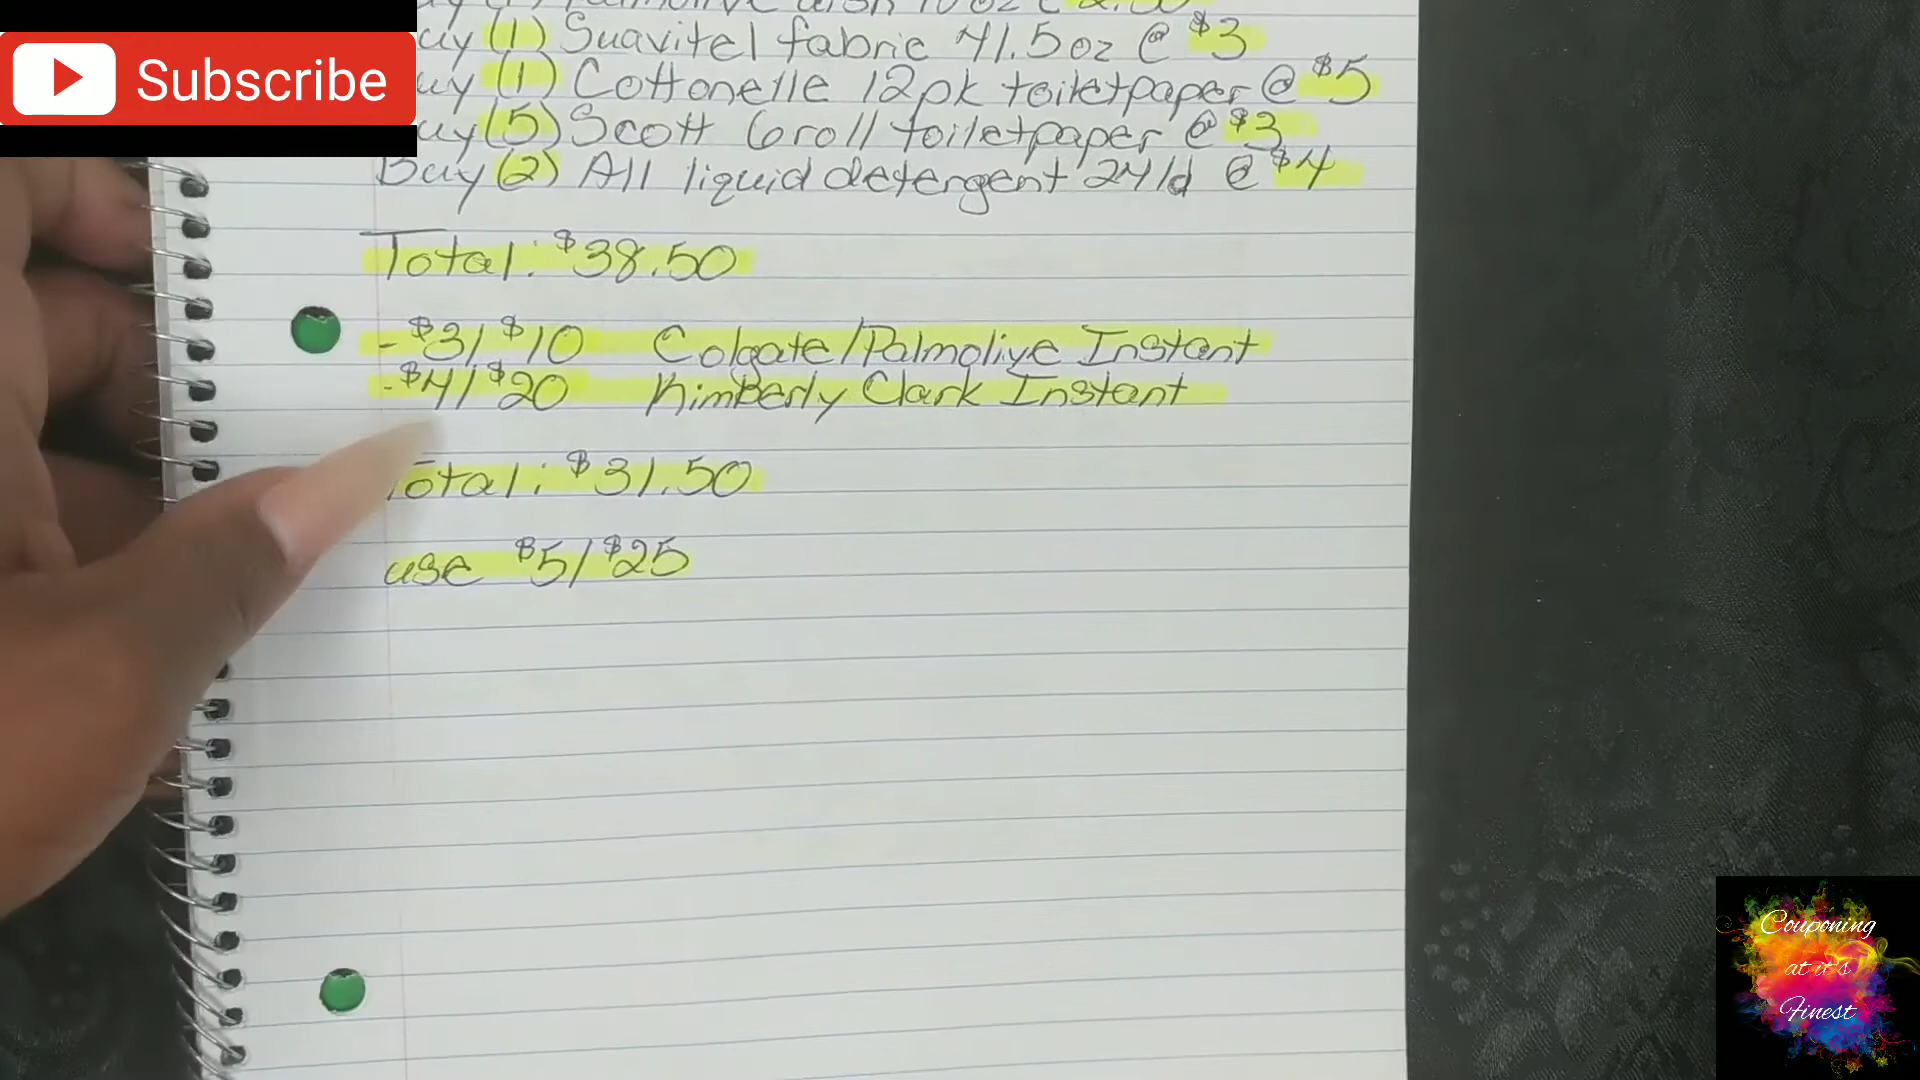 Subscribe
uy (1) Suavitel fabric 41.5oz @ $3
uy (1) Cottonelle 12pk toiletpaper @ $5
uy (5) Scott 6roll toiletpaper @ $3
Buy (2) All liquid detergent 24ld @ $4
Total: $38.50
-$3/$10 Colgate/Palmolive Instant
-$4/$20 KimBerly Clark Instant
Total: $31.50
use $5/$25
Couponing
at it's
Finest